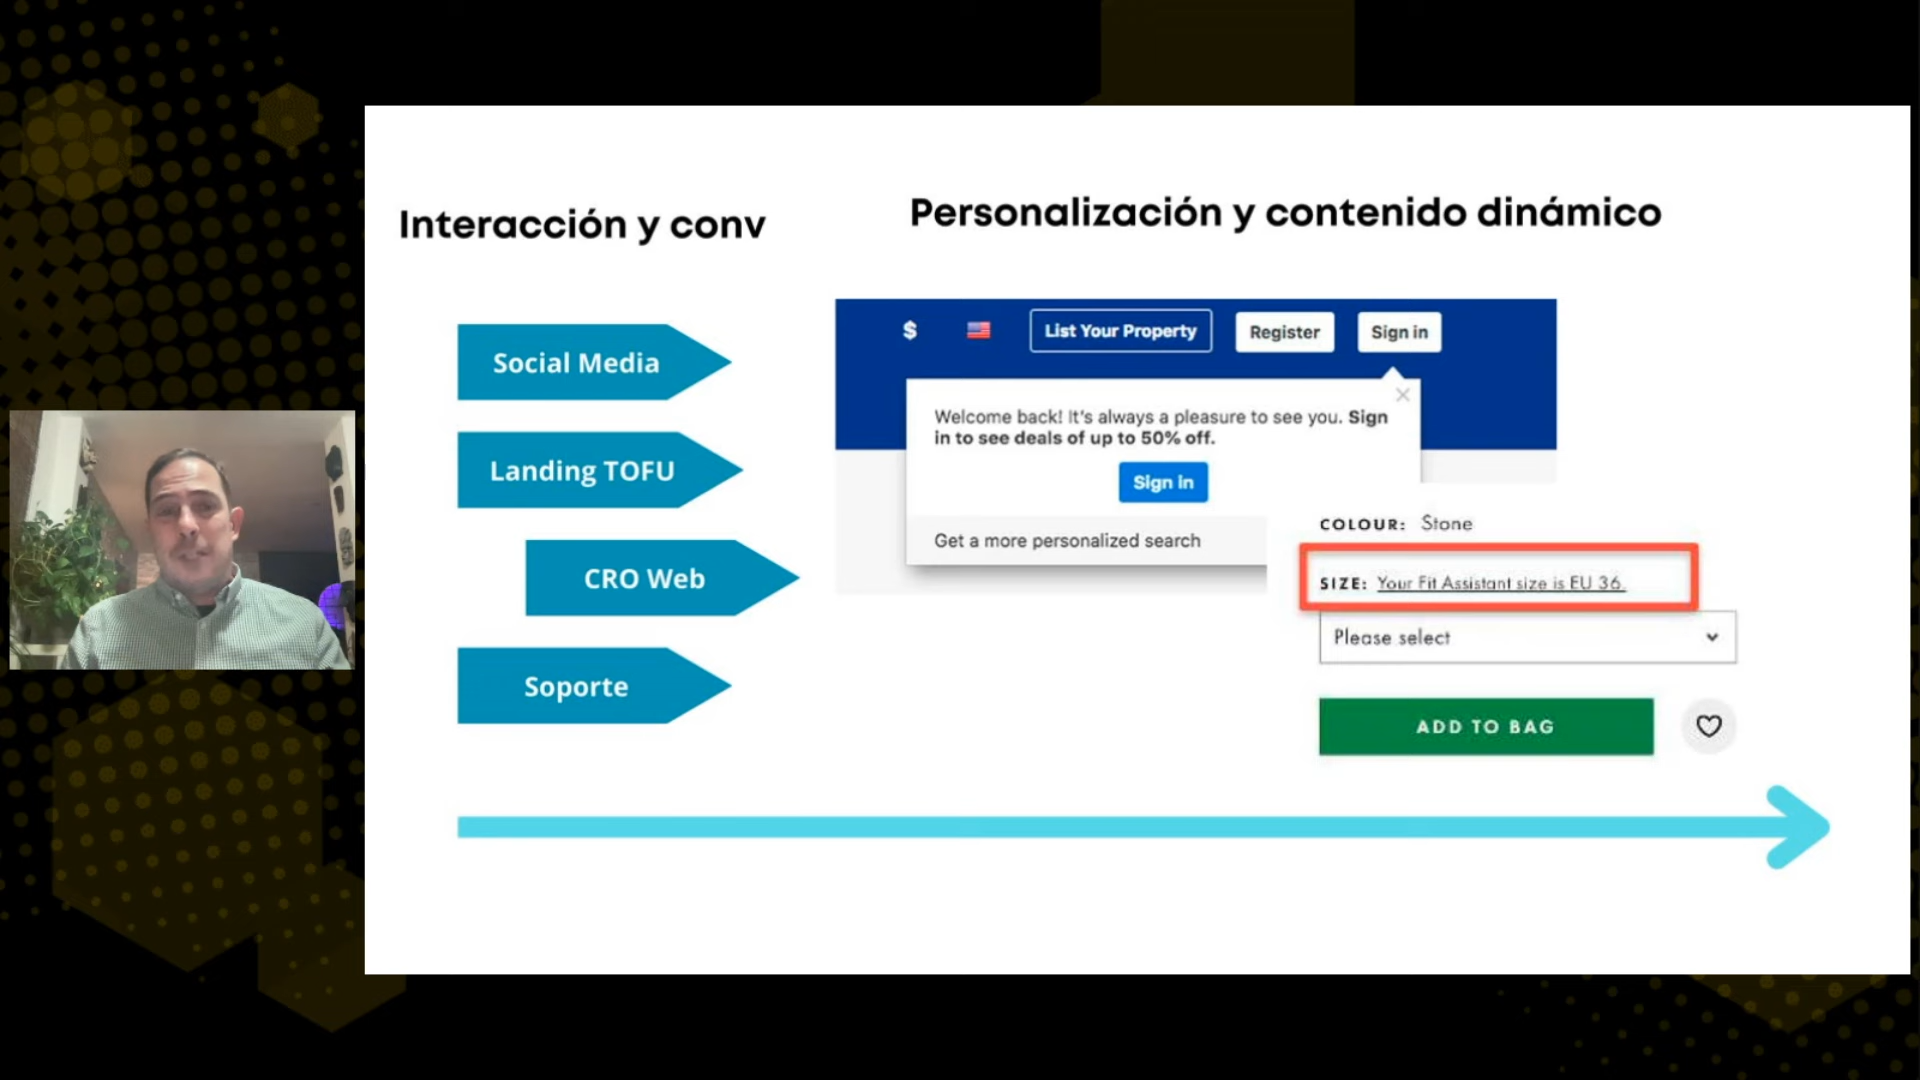 Interacción y conv
Personalización y contenido dinámico
Social Media
Landing TOFU
CRO Web
Soporte
$
List Your Property
Register
Sign in
Welcome back! It's always a pleasure to see you. Sign
in to see deals of up to 50% off.
Sign in
Get a more personalized search
COLOUR: Stone
SIZE: Your Fit Assistant size is EU 36.
Please select
ADD TO BAG